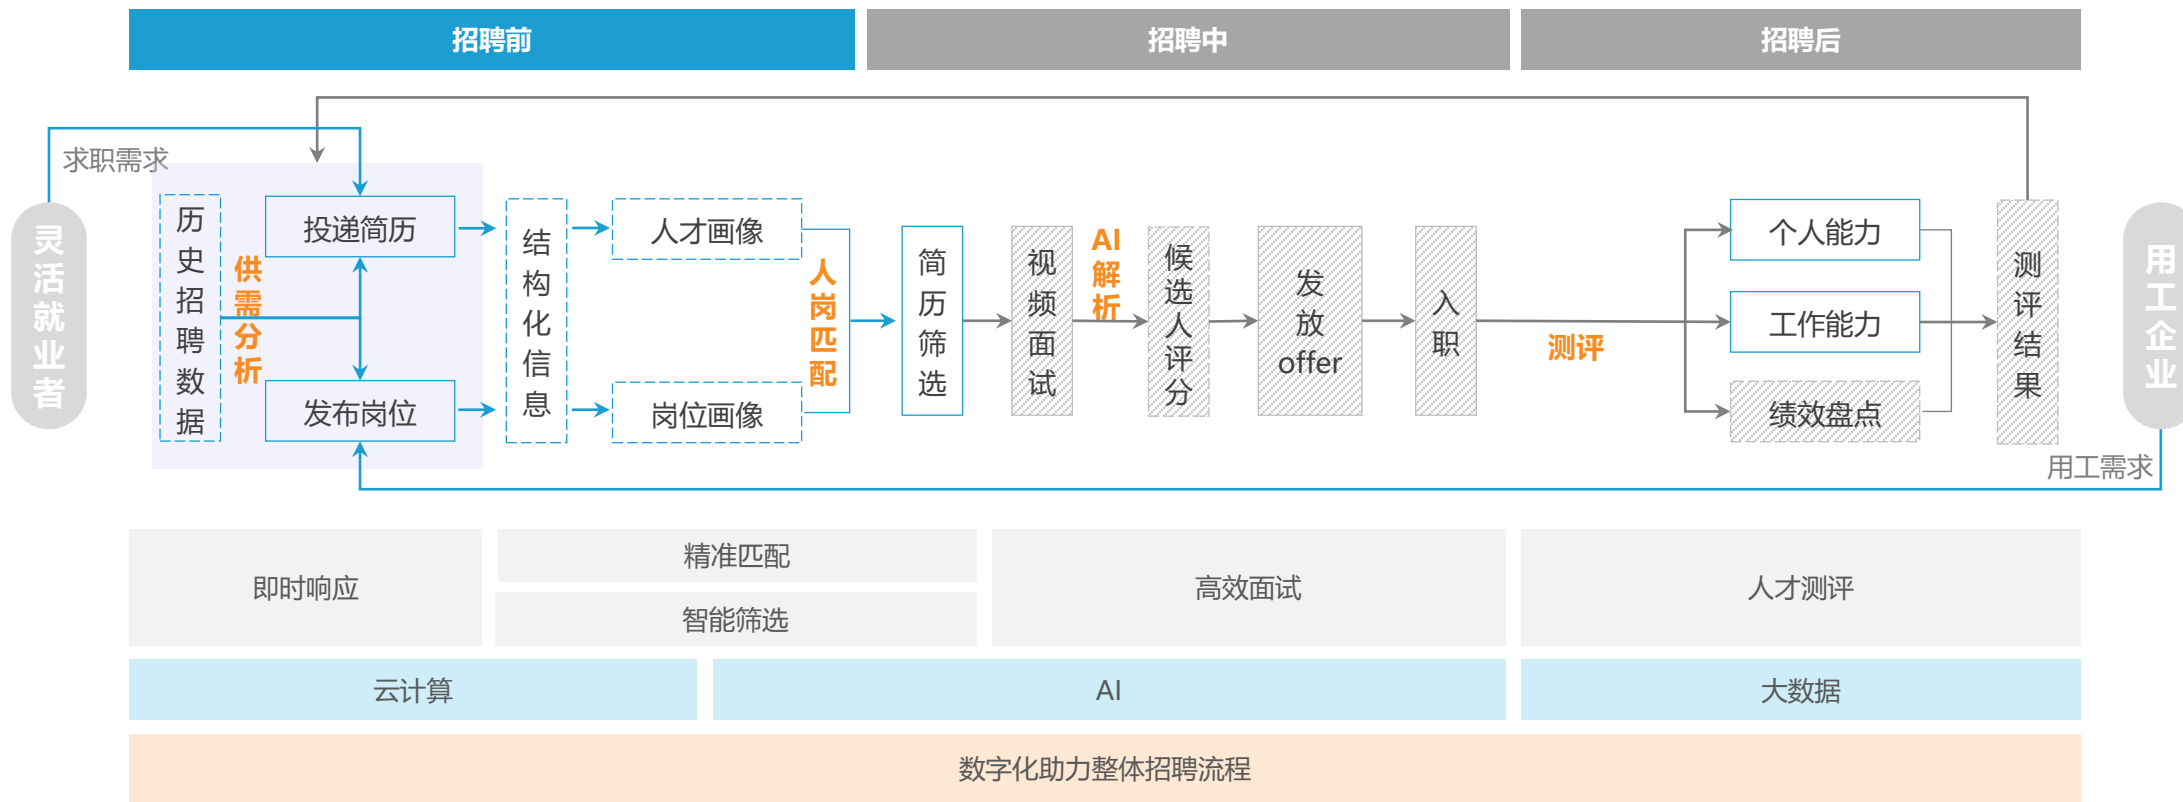 招聘前
招聘中
招聘后
求职需求
灵活就业者
历史招聘数据
供需分析
投递简历
发布岗位
结构化信息
人才画像
岗位画像
人岗匹配
简历筛选
视频面试
AI
解析
候选人评分
发放
offer
入职
测评
个人能力
工作能力
绩效盘点
测评结果
用工企业
用工需求
即时响应
精准匹配
智能筛选
高效面试
人才测评
云计算
AI
大数据
数字化助力整体招聘流程